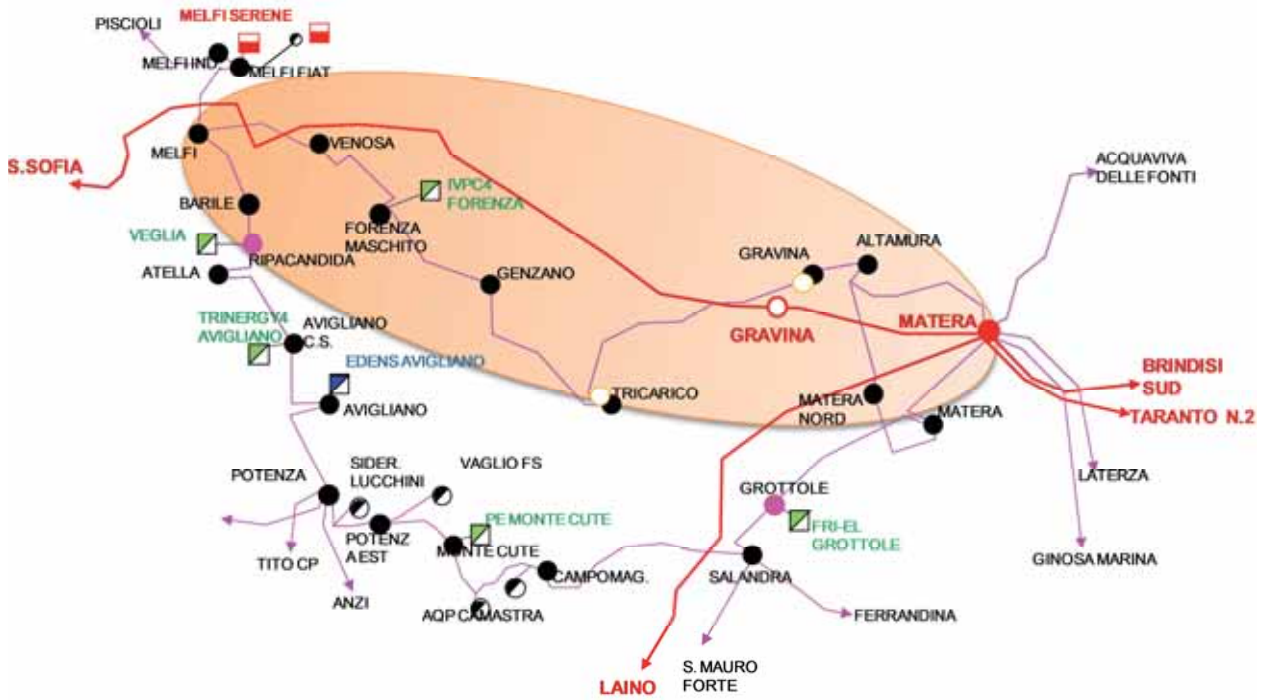 MELFI SERENE
PISCIOLI
MELFI IND
MELFI FIAT
S.SOFIA
MELFI
VENOSA
ACQUAVIVA
DELLE FONTI
BARILE
IVPC4
FORENZA
FORENZA
MASCHITO
VEGLIA
RIPACANDIDA
ATELLA
GENZANO
GRAVINA
ALTAMURA
TRINERGY4
AVIGLIANO
AVIGLIANO
C.S.
GRAVINA
MATERA
EDENS AVIGLIANO
BRINDISI
SUD
AVIGLIANO
TRICARICO
MATERA
NORD
MATERA
TARANTO N.2
POTENZA
SIDER.
LUCCHINI
VAGLIO FS
LATERZA
GROTTOLE
PE MONTE CUTE
FRI-EL
GROTTOLE
POTENZ
A EST
MONTE CUTE
TITO CP
CAMPOMAG.
SALANDRA
GINOSA MARINA
ANZI
AQP CAMASTRA
FERRANDINA
LAINO
S. MAURO
FORTE